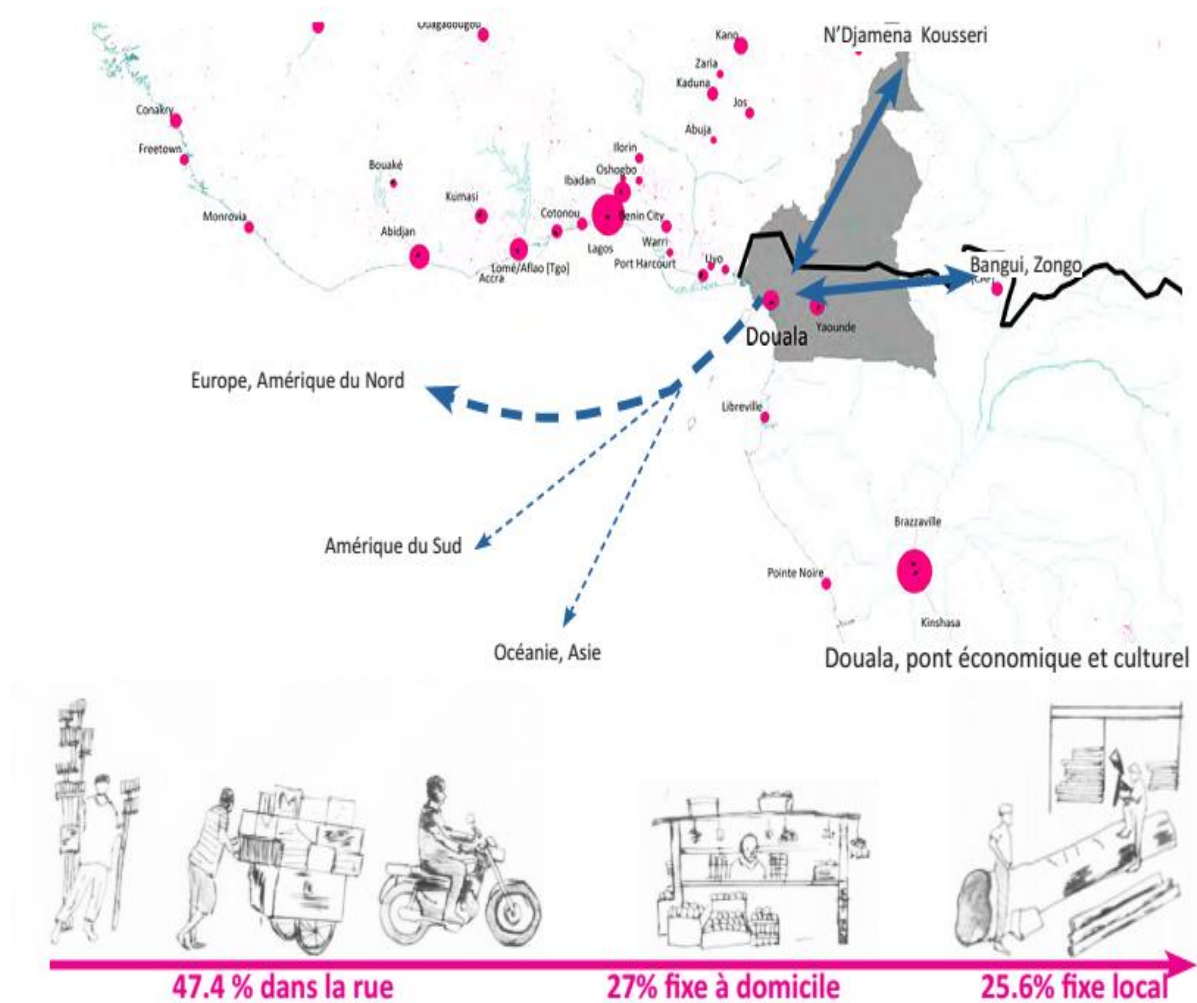 Ouagadougou
Kano
N'Djamena Kousseri
Zaria
Kaduna
Jos
Conakry
Abuja
Freetown
Ilorin
Bouaké
Oshogbo
Ibadan
Kumasi
Cotonou
Benin City
Monrovia
Abidjan
Warri
Lagos
Uyo
Lomé/Aflao [Tgo]
Port Harcourt
Accra
Bangui, Zongo
Yaounde
Douala
Europe, Amérique du Nord
Libreville
Brazzaville
Amérique du Sud
Pointe Noire
Kinshasa
Océanie, Asie
Douala, pont économique et culturel
47.4 % dans la rue
27% fixe à domicile
25.6% fixe local